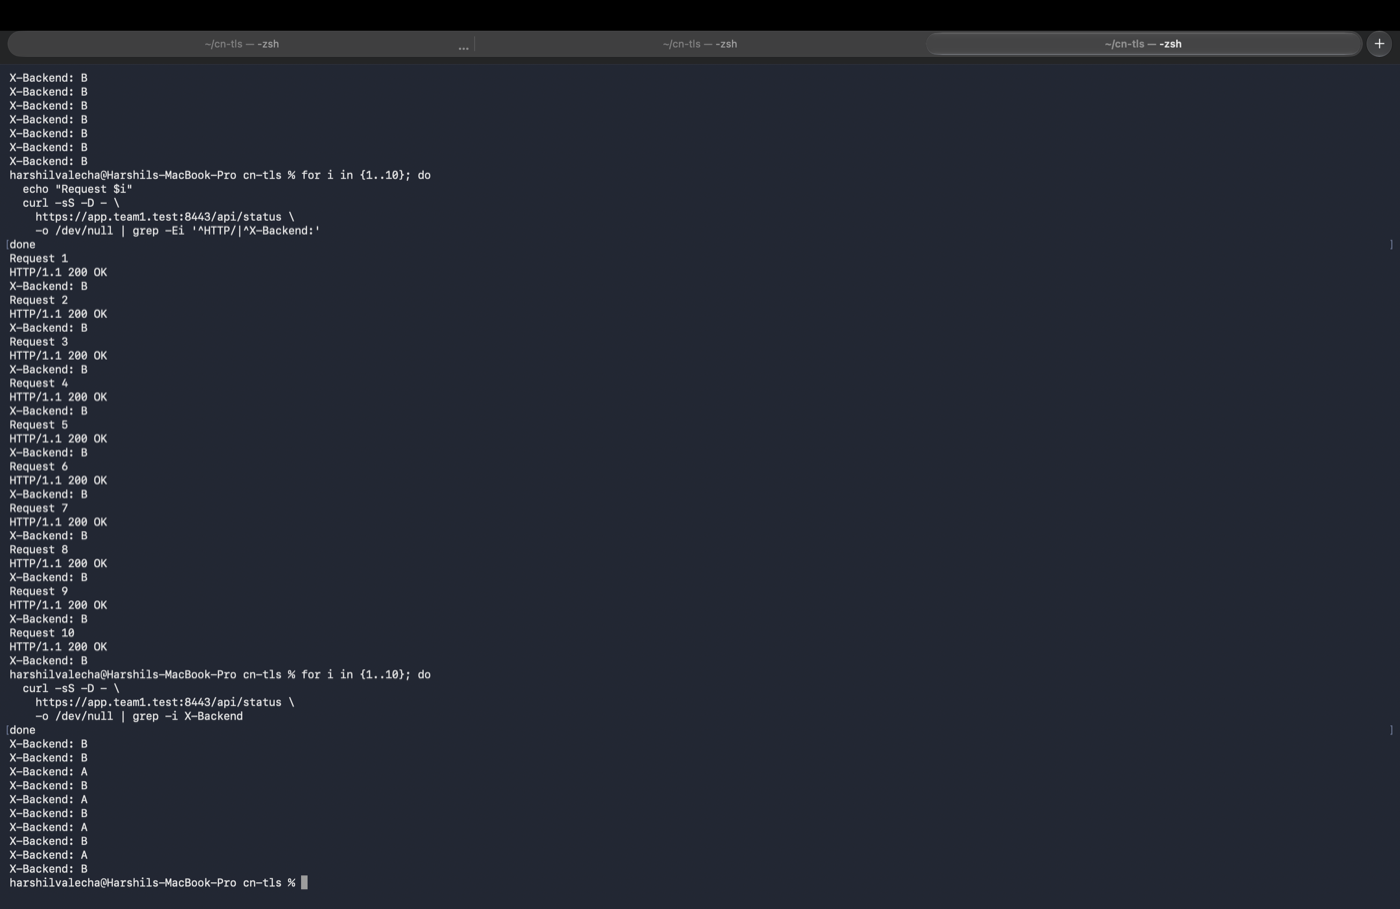 ~/cn-tls — -zsh
...
~/cn-tls — -zsh
~/cn-tls — -zsh
+
X-Backend: B
X-Backend: B
X-Backend: B
X-Backend: B
X-Backend: B
X-Backend: B
X-Backend: B
harshilvalecha@Harshils-MacBook-Pro cn-tls % for i in {1..10}; do
  echo "Request $i"
  curl -sS -D - \
    https://app.team1.test:8443/api/status \
    -o /dev/null | grep -Ei '^HTTP/|^X-Backend:'
[done ]
Request 1
HTTP/1.1 200 OK
X-Backend: B
Request 2
HTTP/1.1 200 OK
X-Backend: B
Request 3
HTTP/1.1 200 OK
X-Backend: B
Request 4
HTTP/1.1 200 OK
X-Backend: B
Request 5
HTTP/1.1 200 OK
X-Backend: B
Request 6
HTTP/1.1 200 OK
X-Backend: B
Request 7
HTTP/1.1 200 OK
X-Backend: B
Request 8
HTTP/1.1 200 OK
X-Backend: B
Request 9
HTTP/1.1 200 OK
X-Backend: B
Request 10
HTTP/1.1 200 OK
X-Backend: B
harshilvalecha@Harshils-MacBook-Pro cn-tls % for i in {1..10}; do
  curl -sS -D - \
    https://app.team1.test:8443/api/status \
    -o /dev/null | grep -i X-Backend
[done ]
X-Backend: B
X-Backend: B
X-Backend: A
X-Backend: B
X-Backend: A
X-Backend: B
X-Backend: A
X-Backend: B
X-Backend: A
X-Backend: B
harshilvalecha@Harshils-MacBook-Pro cn-tls %